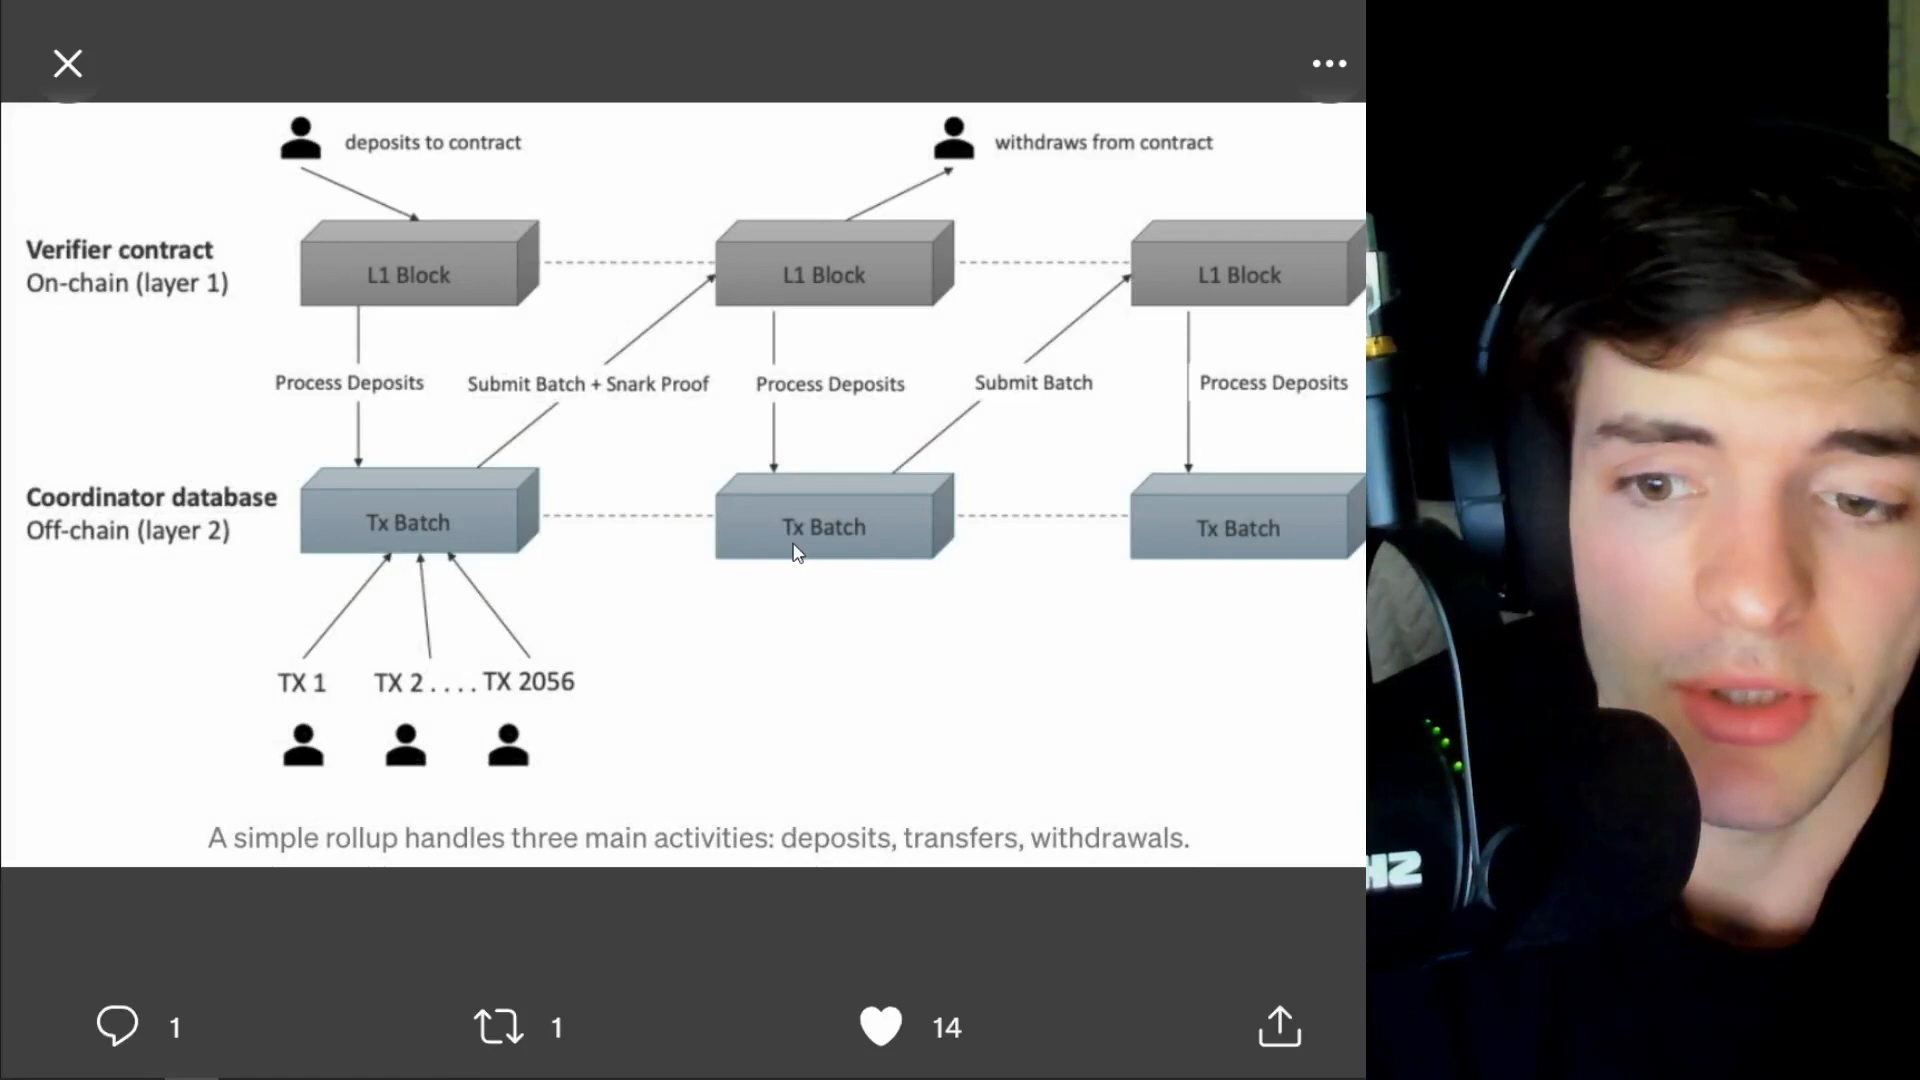 deposits to contract
withdraws from contract
Verifier contract
On-chain (layer 1)
L1 Block
L1 Block
L1 Block
Process Deposits
Submit Batch + Snark Proof
Process Deposits
Submit Batch
Process Deposits
Coordinator database
Off-chain (layer 2)
Tx Batch
Tx Batch
Tx Batch
TX 1
TX 2 . . . . TX 2056
A simple rollup handles three main activities: deposits, transfers, withdrawals.
1
1
14